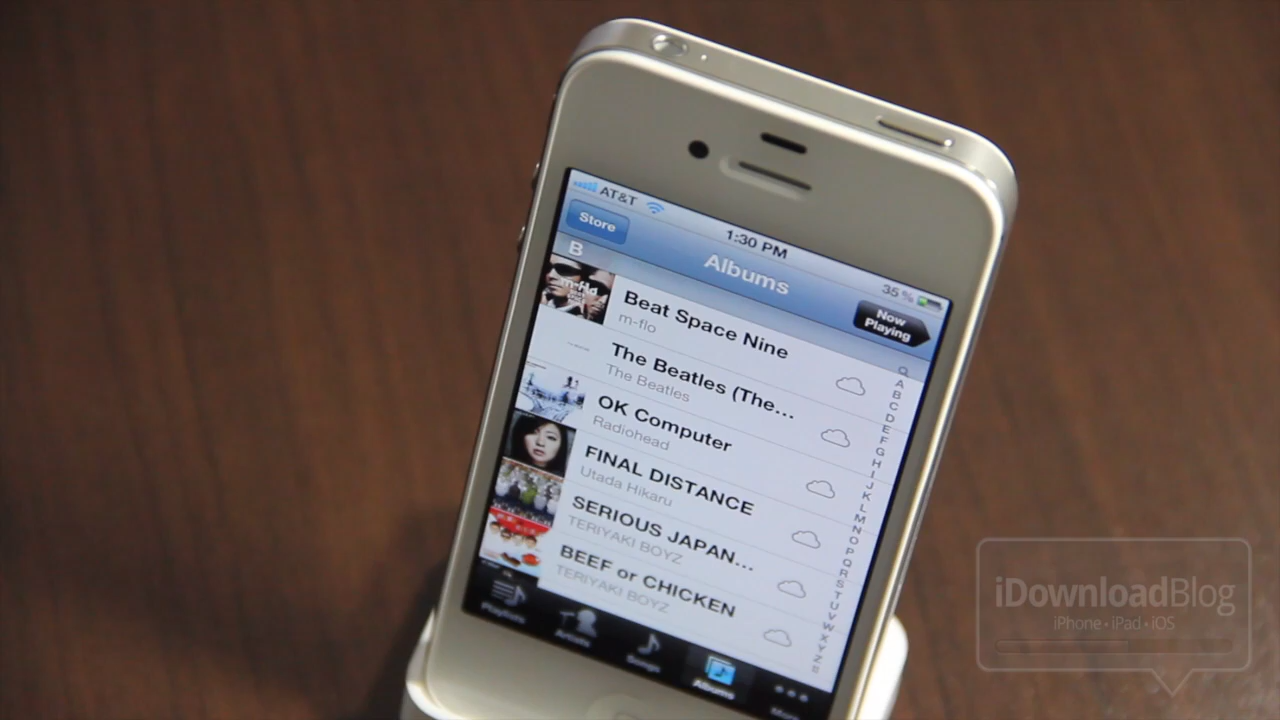 AT&T
1:30 PM
35 %
Store
Albums
Now
Playing
B
m-flo
Beat Space Nine
m-flo
The Beatles (The...
The Beatles
OK Computer
Radiohead
FINAL DISTANCE
Utada Hikaru
SERIOUS JAPAN...
TERIYAKI BOYZ
BEEF or CHICKEN
TERIYAKI BOYZ
A
B
C
D
E
F
G
H
I
J
K
L
M
N
O
P
Q
R
S
T
U
V
W
X
Y
Z
#
Playlists
Artists
Songs
Albums
More
iDownloadBlog
iPhone • iPad • iOS